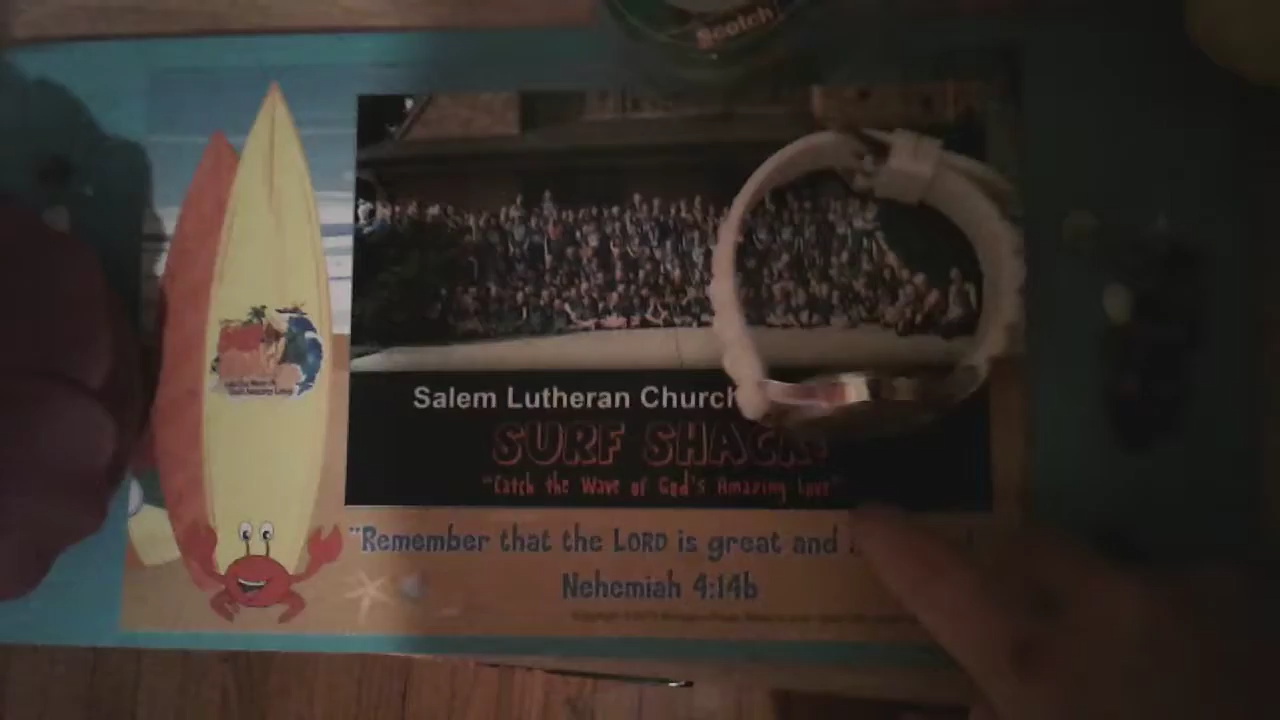 Scotch
Salem Lutheran Church
SURF SHACK
"Catch the Wave of God's Amazing Love"
"Remember that the LORD is great and
Nehemiah 4:14b